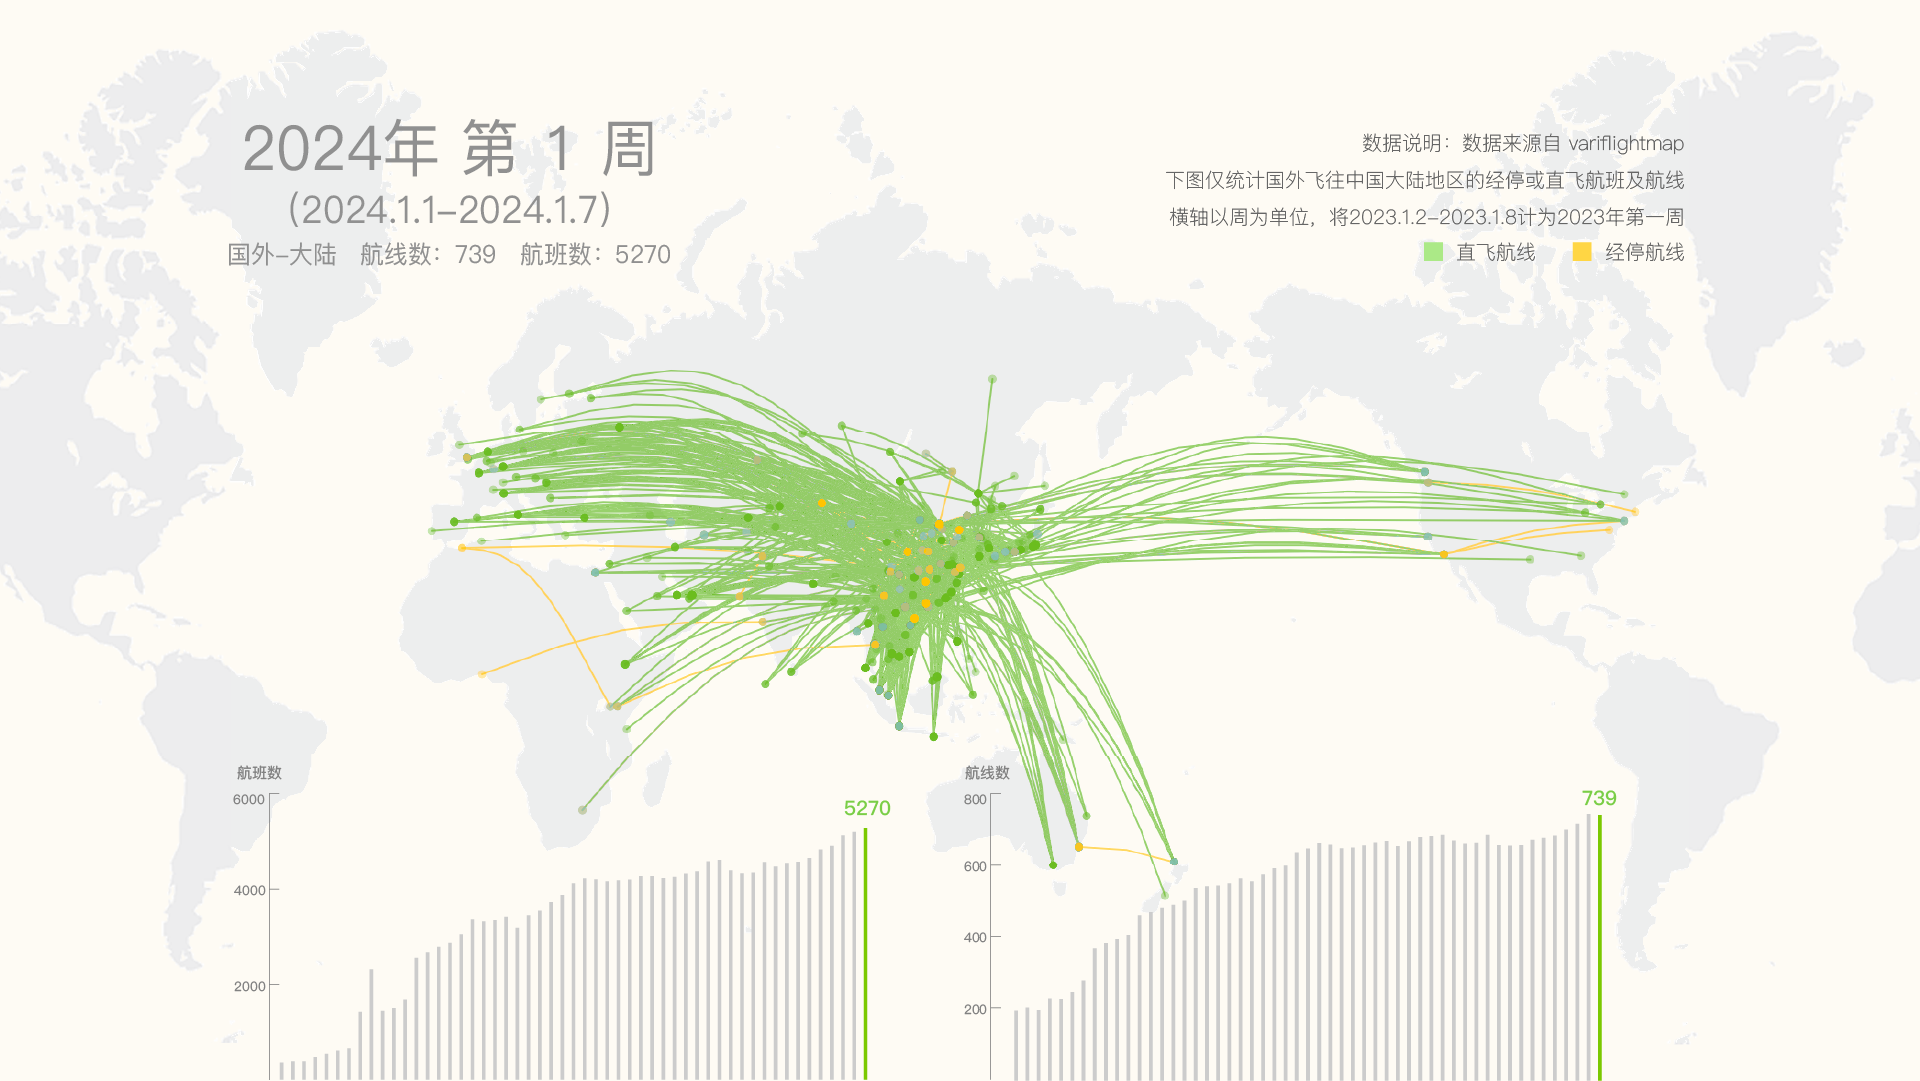 2024年 第 1 周
(2024.1.1–2024.1.7)
国外–大陆 航线数：739 航班数：5270
数据说明：数据来源自 variflightmap
下图仅统计国外飞往中国大陆地区的经停或直飞航班及航线
横轴以周为单位，将2023.1.2–2023.1.8计为2023年第一周
直飞航线 经停航线
航班数
6000
4000
2000
5270
航线数
800
600
400
200
739